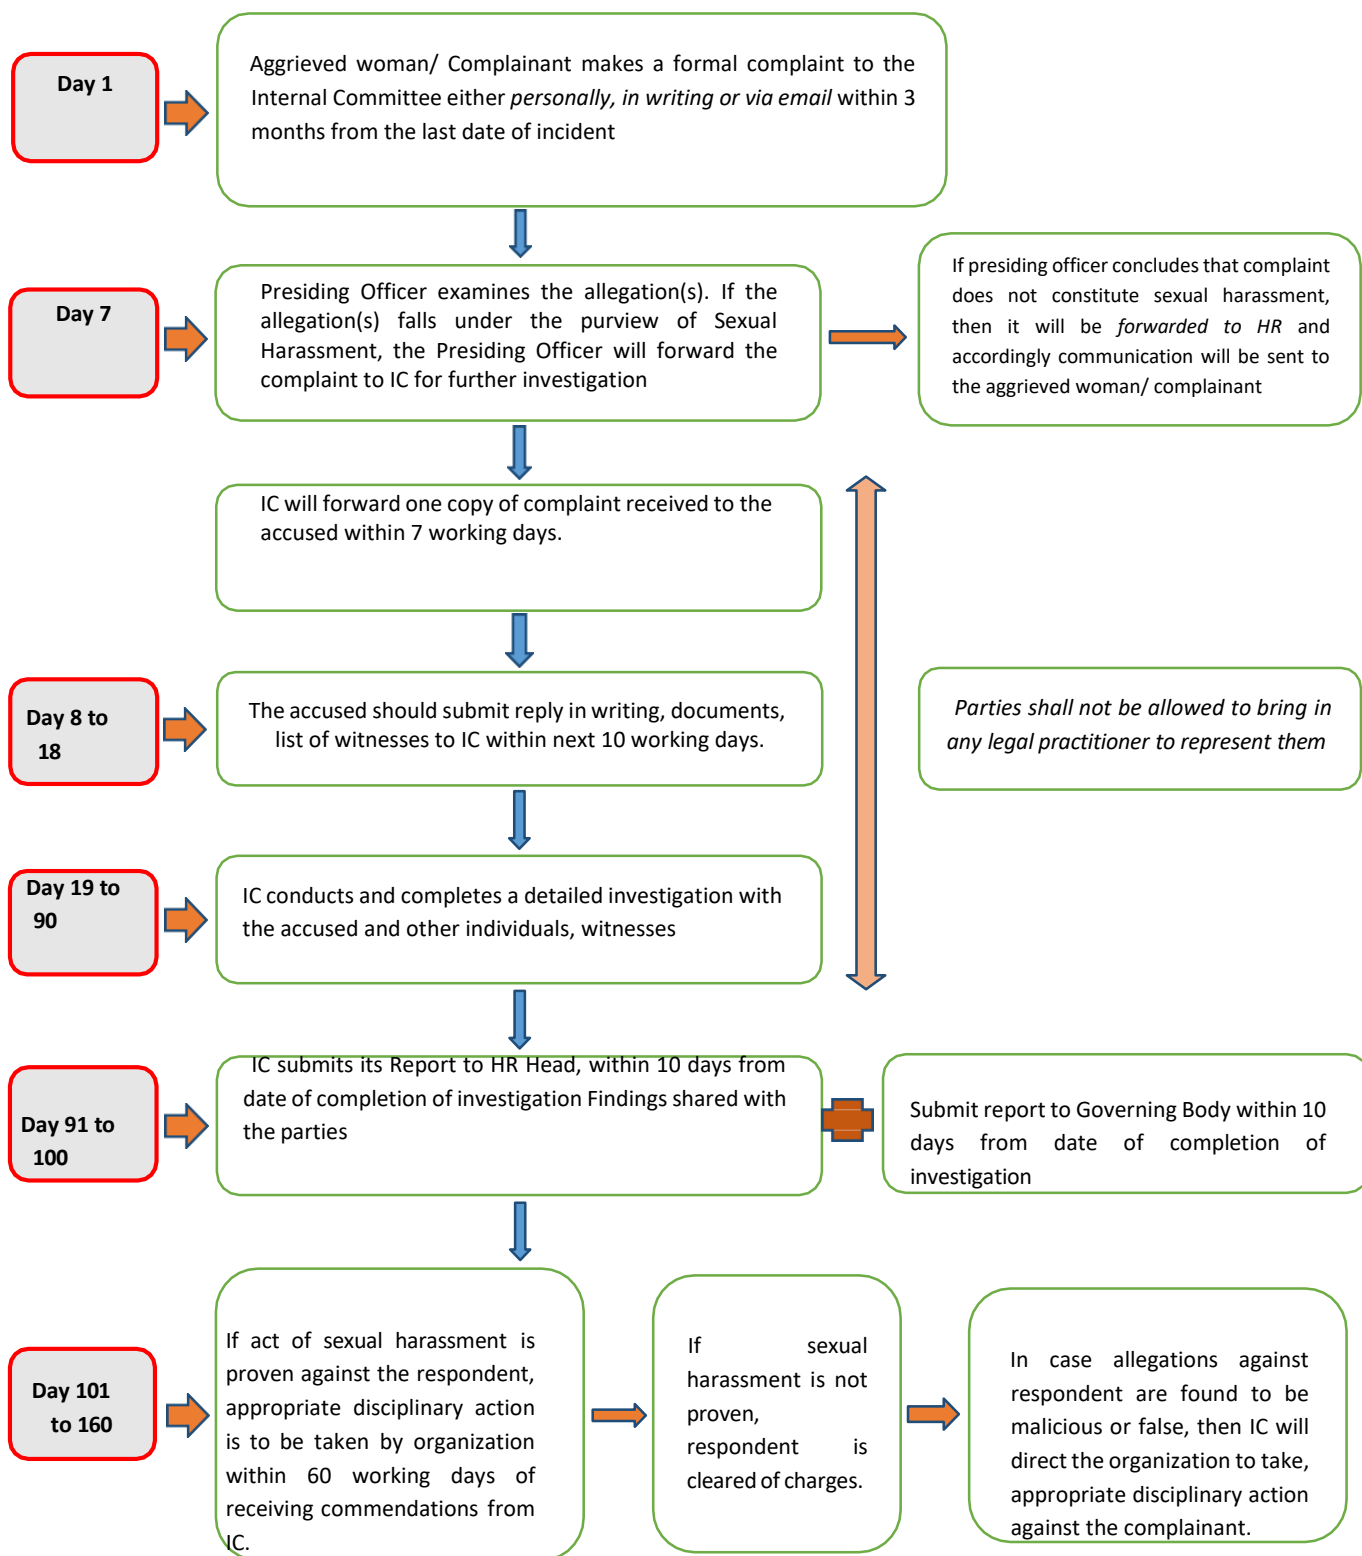 Day 1
Aggrieved woman/ Complainant makes a formal complaint to the
Internal Committee either personally, in writing or via email within 3
months from the last date of incident
Day 7
Presiding Officer examines the allegation(s). If the
allegation(s) falls under the purview of Sexual
Harassment, the Presiding Officer will forward the
complaint to IC for further investigation
If presiding officer concludes that complaint
does not constitute sexual harassment,
then it will be forwarded to HR and
accordingly communication will be sent to
the aggrieved woman/ complainant
IC will forward one copy of complaint received to the
accused within 7 working days.
Day 8 to
18
The accused should submit reply in writing, documents,
list of witnesses to IC within next 10 working days.
Parties shall not be allowed to bring in
any legal practitioner to represent them
Day 19 to
90
IC conducts and completes a detailed investigation with
the accused and other individuals, witnesses
Day 91 to
100
IC submits its Report to HR Head, within 10 days from
date of completion of investigation Findings shared with
the parties
Submit report to Governing Body within 10
days from date of completion of
investigation
Day 101
to 160
If act of sexual harassment is
proven against the respondent,
appropriate disciplinary action
is to be taken by organization
within 60 working days of
receiving commendations from
IC.
If sexual
harassment is not
proven,
respondent is
cleared of charges.
In case allegations against
respondent are found to be
malicious or false, then IC will
direct the organization to take,
appropriate disciplinary action
against the complainant.